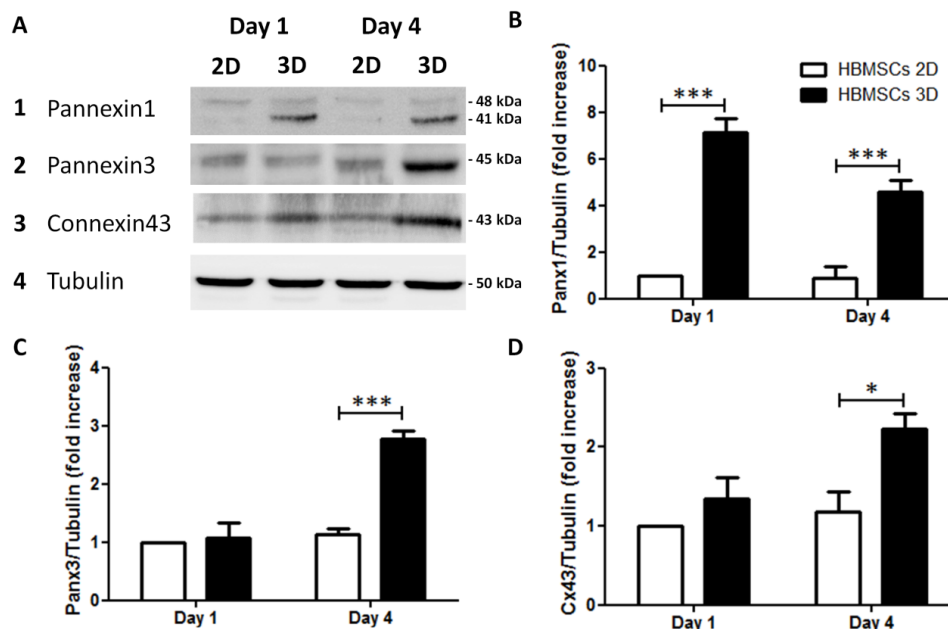 A
Day 1 Day 4
2D 3D 2D 3D
1 Pannexin1 - 48 kDa
- 41 kDa
2 Pannexin3 - 45 kDa
3 Connexin43 - 43 kDa
4 Tubulin - 50 kDa
B
Panx1/Tubulin (fold increase)
10
8
6
4
2
0
HBMSCs 2D
HBMSCs 3D
***
***
Day 1 Day 4
C
Panx3/Tubulin (fold increase)
4
3
2
1
0
***
Day 1 Day 4
D
Cx43/Tubulin (fold increase)
3
2
1
0
*
Day 1 Day 4